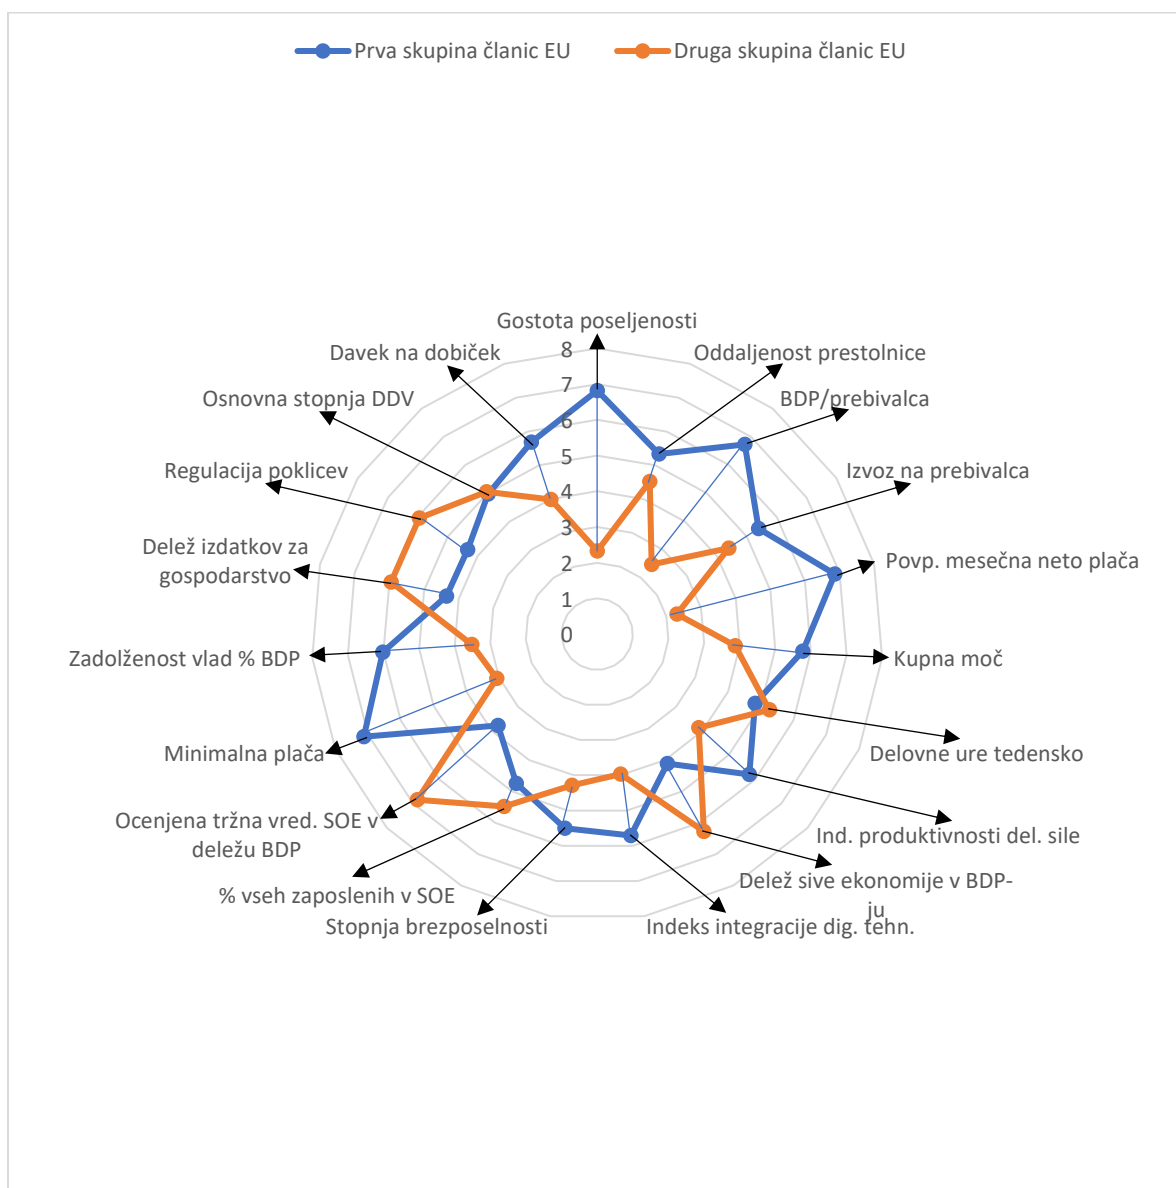 Prva skupina članic EU
Druga skupina članic EU
Gostota poseljenosti
Oddaljenost prestolnice
BDP/prebivalca
Izvoz na prebivalca
Povp. mesečna neto plača
Kupna moč
Delovne ure tedensko
Ind. produktivnosti del. sile
Delež sive ekonomije v BDP-
ju
Indeks integracije dig. tehn.
Stopnja brezposelnosti
% vseh zaposlenih v SOE
Ocenjena tržna vred. SOE v
deležu BDP
Minimalna plača
Zadolženost vlad % BDP
Delež izdatkov za
gospodarstvo
Regulacija poklicev
Osnovna stopnja DDV
Davek na dobiček
8
7
6
5
4
3
2
1
0